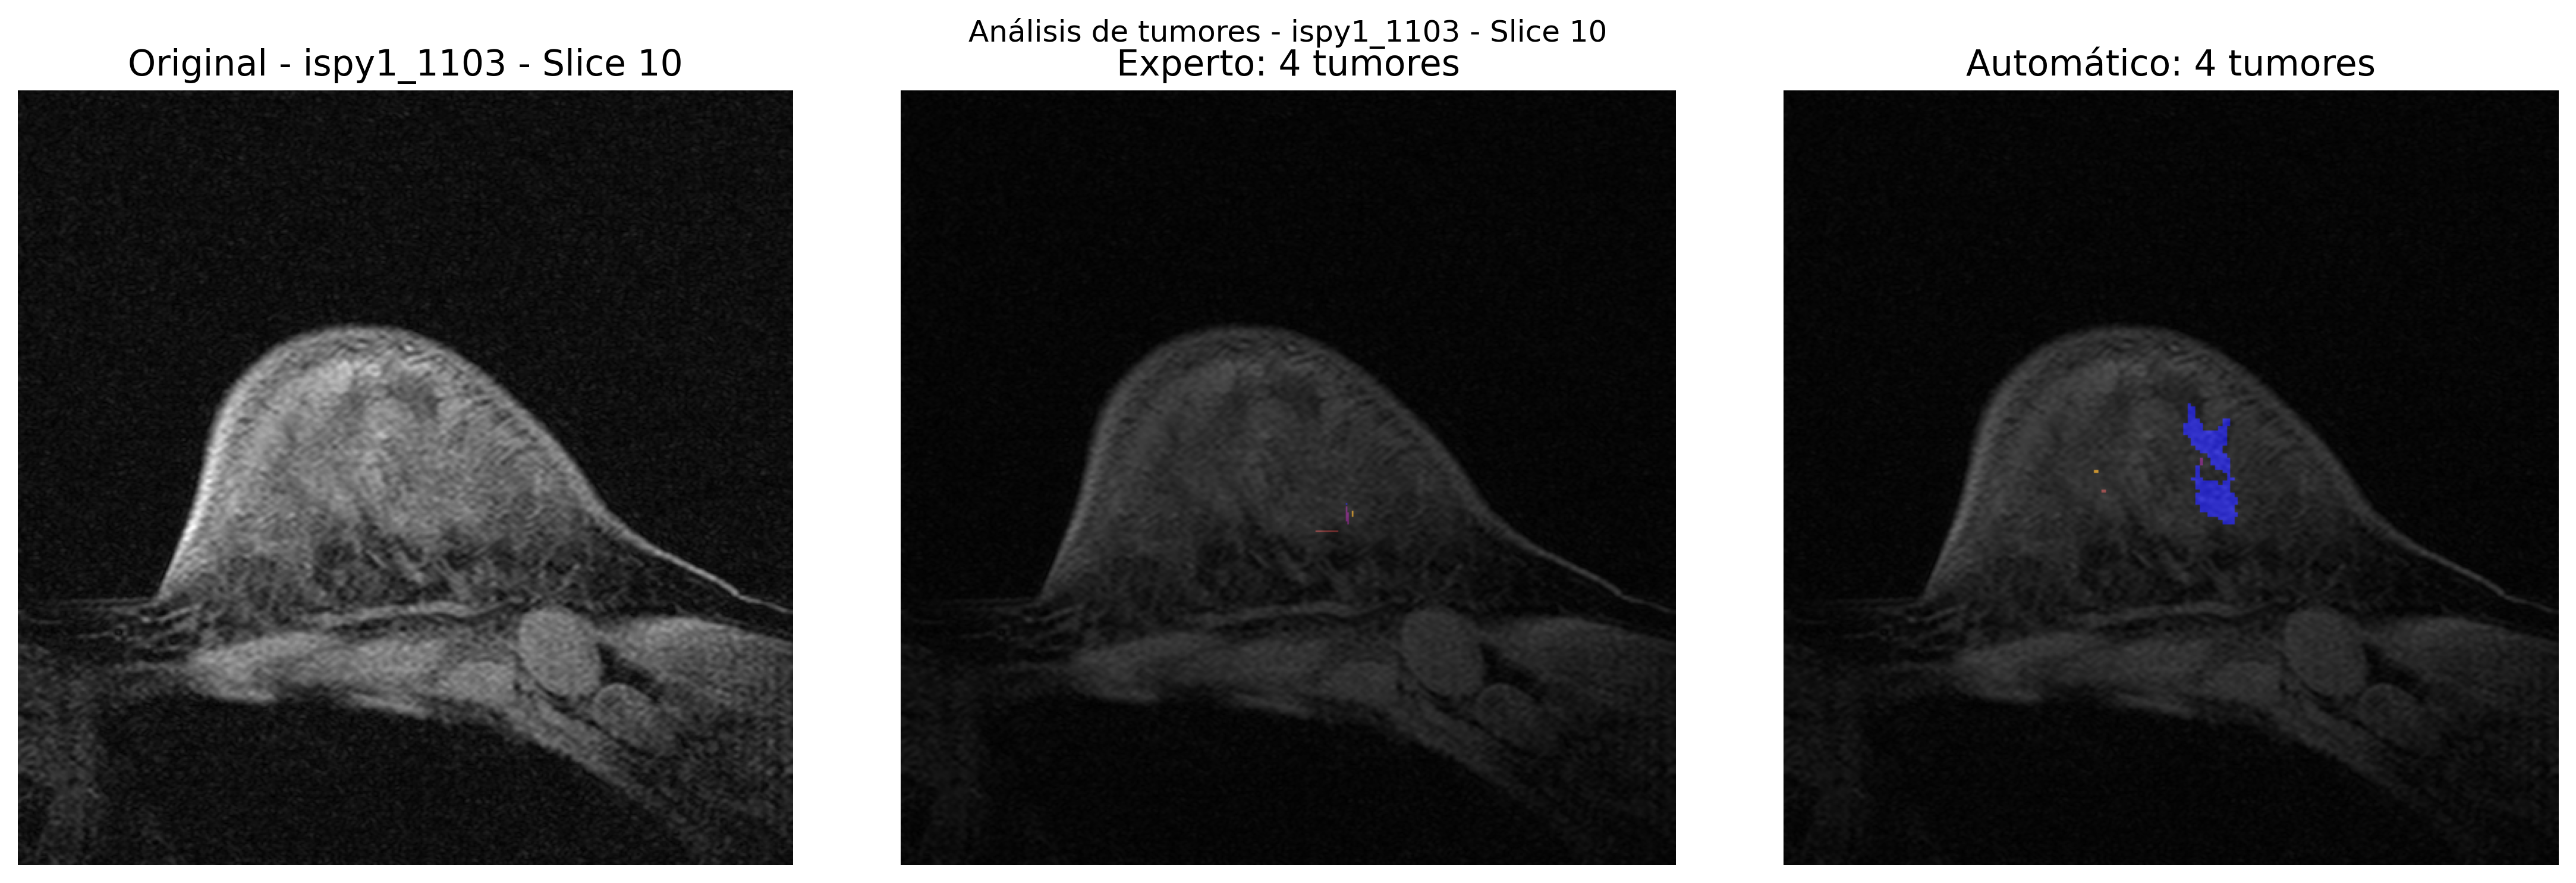 Análisis de tumores - ispy1_1103 - Slice 10
Original - ispy1_1103 - Slice 10
Experto: 4 tumores
Automático: 4 tumores